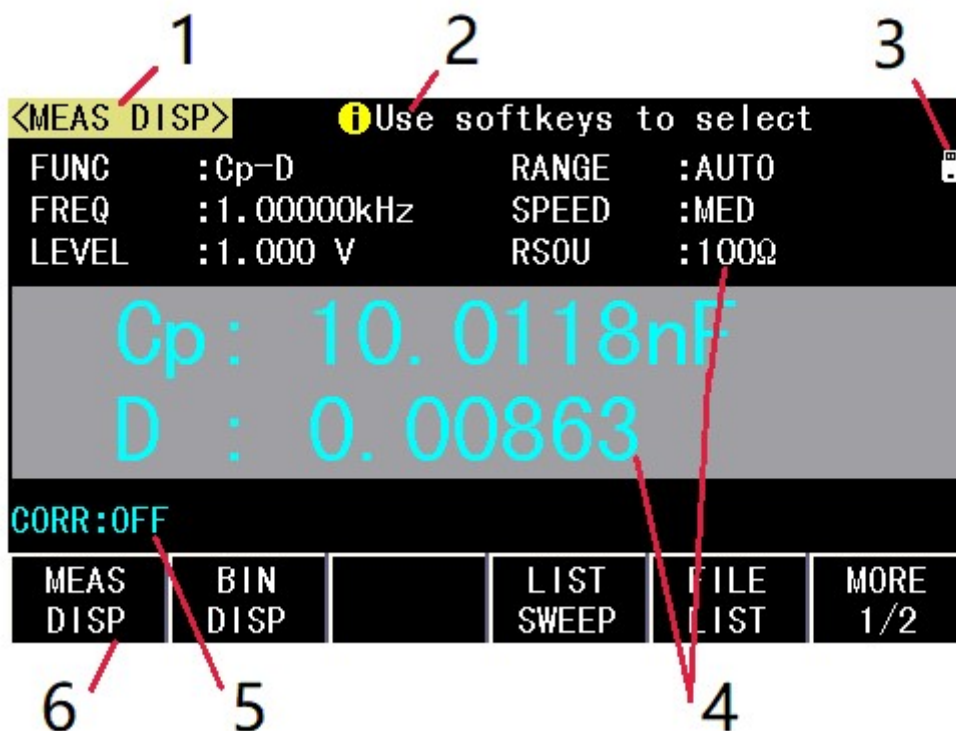 1 2 3
<MEAS DISP> iUse softkeys to select
FUNC :Cp-D RANGE :AUTO
FREQ :1.00000kHz SPEED :MED
LEVEL :1.000 V RSOU :100Ω
Cp: 10.0118nF
D : 0.00863
CORR:OFF
MEAS BIN LIST FILE MORE
DISP DISP SWEEP LIST 1/2
6 5 4